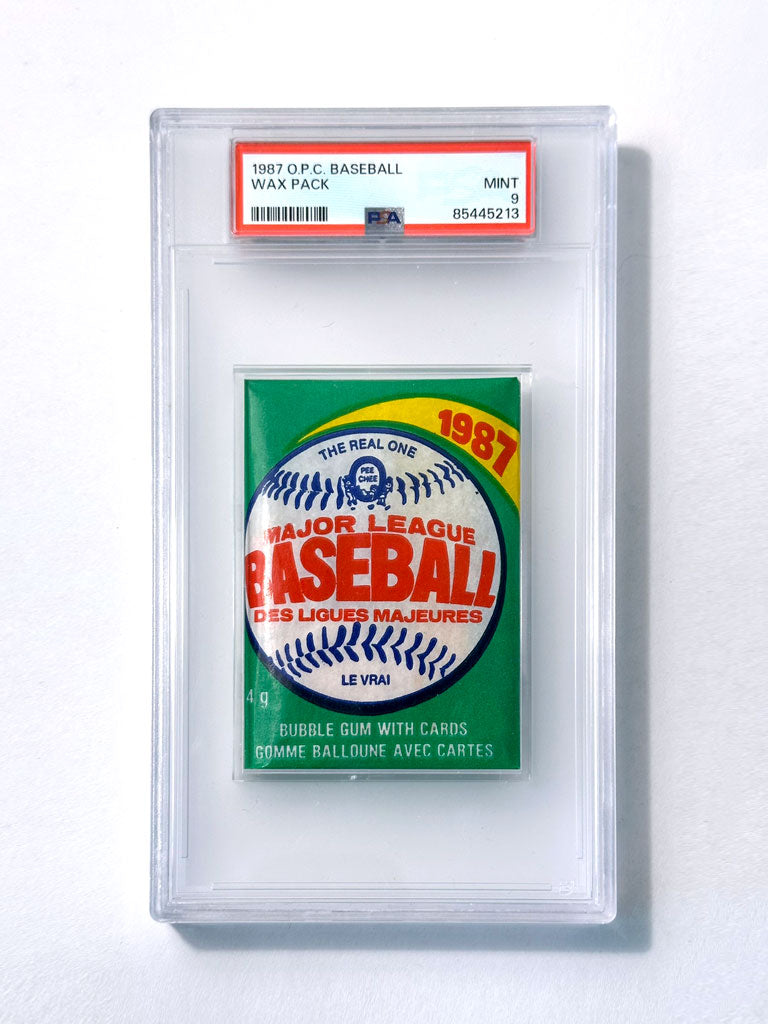 1987 O.P.C. BASEBALL
WAX PACK MINT
9
85445213
PSA
1987
THE REAL ONE
PEE
CHEE
MAJOR LEAGUE
BASEBALL
DES LIGUES MAJEURES
LE VRAI
4 g
BUBBLE GUM WITH CARDS
GOMME BALLOUNE AVEC CARTES